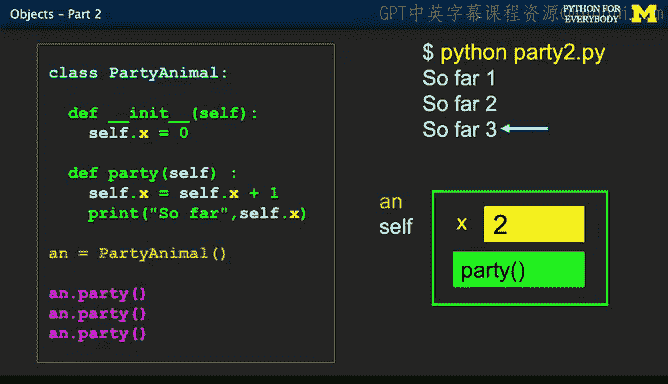 Objects - Part 2
GPT中英字幕课程资源
PYTHON FOR
EVERYBODY
M
class PartyAnimal:
def __init__(self):
self.x = 0
def party(self) :
self.x = self.x + 1
print("So far",self.x)
an = PartyAnimal()
an.party()
an.party()
an.party()
$ python party2.py
So far 1
So far 2
So far 3
an
self
x
2
party()